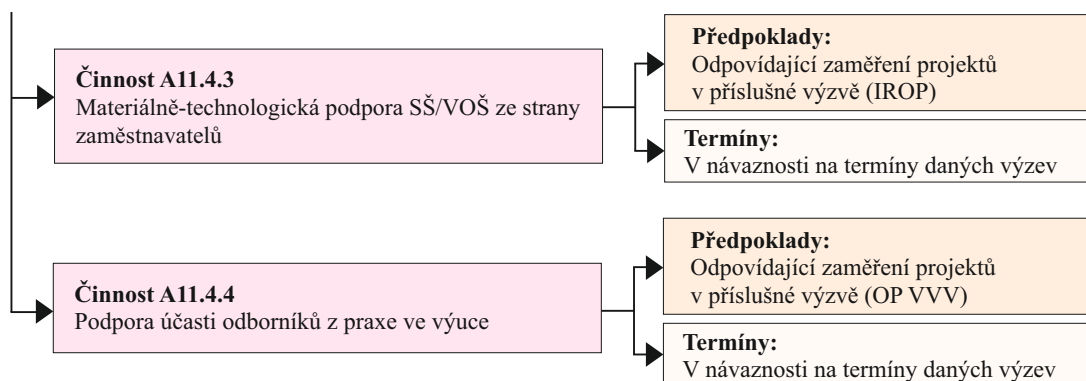 Činnost A11.4.3
Materiálně-technologická podpora SŠ/VOŠ ze strany
zaměstnavatelů
Předpoklady:
Odpovídající zaměření projektů
v příslušné výzvě (IROP)
Termíny:
V návaznosti na termíny daných výzev
Činnost A11.4.4
Podpora účasti odborníků z praxe ve výuce
Předpoklady:
Odpovídající zaměření projektů
v příslušné výzvě (OP VVV)
Termíny:
V návaznosti na termíny daných výzev